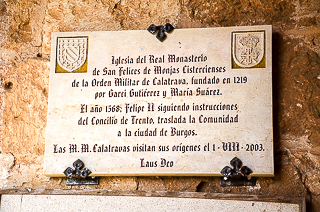 Iglesia del Real Monasterio
de San Felices de Monjas Cistercienses
de la Orden Militar de Calatrava, fundado en 1219
por Garci Gutiérrez y María Suárez.
El año 1568; Felipe II siguiendo instrucciones
del Concilio de Trento, traslada la Comunidad
a la ciudad de Burgos.
Las M.M. Calatravas visitan sus orígenes el 1-VIII-2003.
Laus Deo